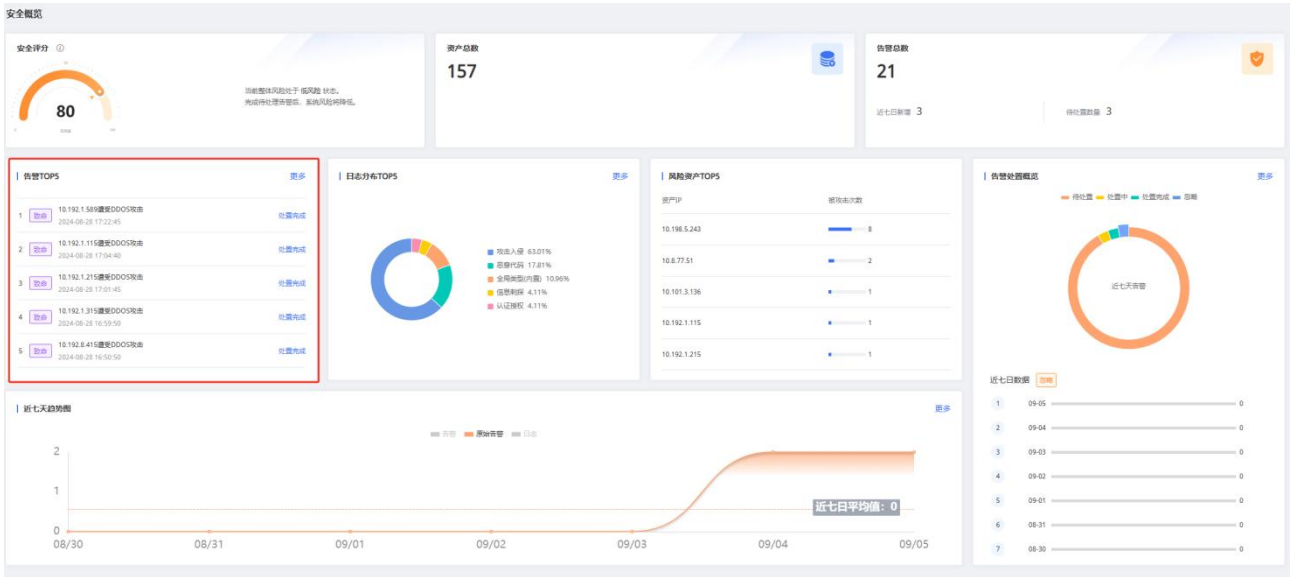 安全概览
安全评分
80
当前整体风险处于 低风险 状态。
完成待处理告警后，系统风险将降低。
资产总数
157
告警总数
21
近七日新增 3
待处置数量 3
告警TOP5 更多
1 致命 10.192.1.589遭受DDOS攻击 处置完成
2024-08-28 17:22:45
2 致命 10.192.1.115遭受DDOS攻击 处置完成
2024-08-28 17:04:40
3 致命 10.192.1.215遭受DDOS攻击 处置完成
2024-08-28 17:01:45
4 致命 10.192.1.315遭受DDOS攻击 处置完成
2024-08-28 16:59:50
5 致命 10.192.8.415遭受DDOS攻击 处置完成
2024-08-28 16:50:50
日志分布TOP5 更多
攻击入侵 63.01%
恶意代码 17.81%
全局类型(内置) 10.96%
信息刺探 4.11%
认证授权 4.11%
风险资产TOP5
资产IP 被攻击次数
10.198.5.243 8
10.8.77.51 2
10.101.3.136 1
10.192.1.115 1
10.192.1.215 1
告警处置概览 更多
待处置 处置中 处置完成 忽略
近七天告警
近七日数据 忽略
1 09-05 0
2 09-04 0
3 09-03 0
4 09-02 0
5 09-01 0
6 08-31 0
7 08-30 0
近七天趋势图 更多
告警 原始告警 日志
2
1
0
近七日平均值：0
08/30 08/31 09/01 09/02 09/03 09/04 09/05